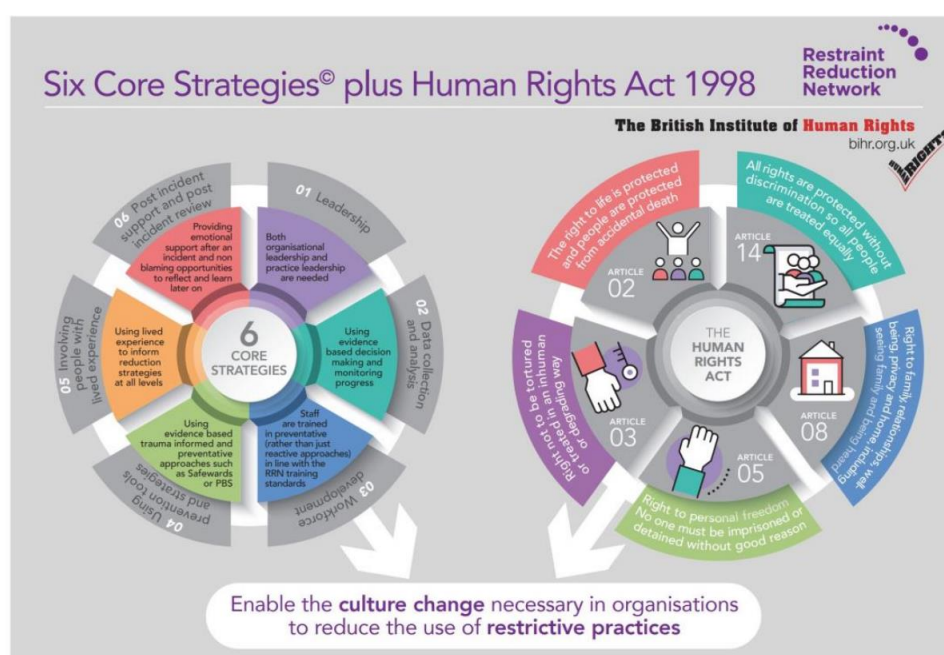 Six Core Strategies© plus Human Rights Act 1998
Restraint
Reduction
Network
The British Institute of Human Rights
bihr.org.uk
01 Leadership
Both
organisational
leadership and
practice leadership
are needed
02 Data collection
and analysis
Using
evidence
based decision
making and
monitoring
progress
03 Workforce
development
Staff
are trained
in preventative
(rather than just
reactive approaches)
in line with the
RRN training
standards
04 Using
prevention tools
and strategies
Using
evidence based
trauma informed and
preventative
approaches such
as Safewards
or PBS
05 Involving
people with
lived experience
Using lived
experience
to inform
reduction
strategies
at all levels
06 Post incident
support and post
incident review
Providing
emotional
support after an
incident and non
blaming opportunities
to reflect and learn
later on
6
CORE
STRATEGIES
The right to life is protected
and people are protected
from accidental death
ARTICLE
02
All rights are protected without
discrimination so all people
are treated equally
ARTICLE
14
Right to family, relationships, well-
being, privacy and home, including
seeing family and being heard
ARTICLE
08
Right to personal freedom
No one must be imprisoned or
detained without good reason
ARTICLE
05
Right not to be tortured
or treated in an inhuman
or degrading way
ARTICLE
03
THE
HUMAN
RIGHTS
ACT
Enable the culture change necessary in organisations
to reduce the use of restrictive practices